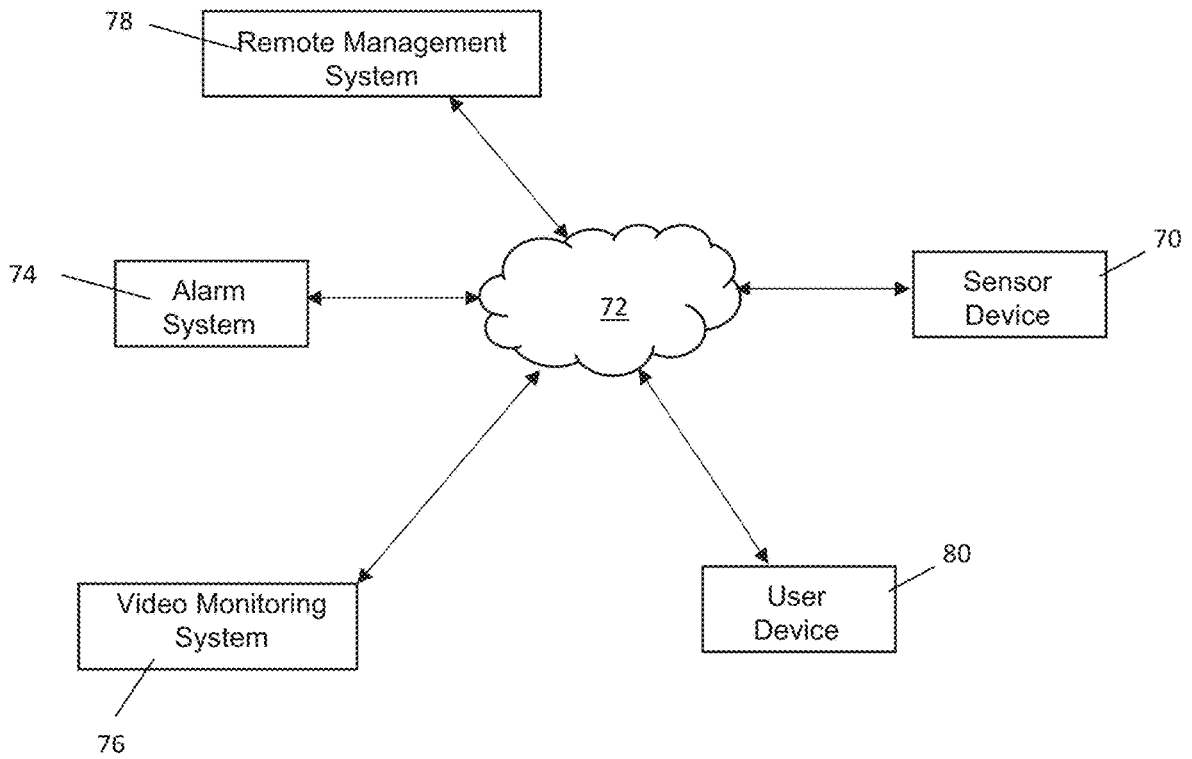 78
Remote Management
System
74
Alarm
System
72
70
Sensor
Device
80
User
Device
Video Monitoring
System
76